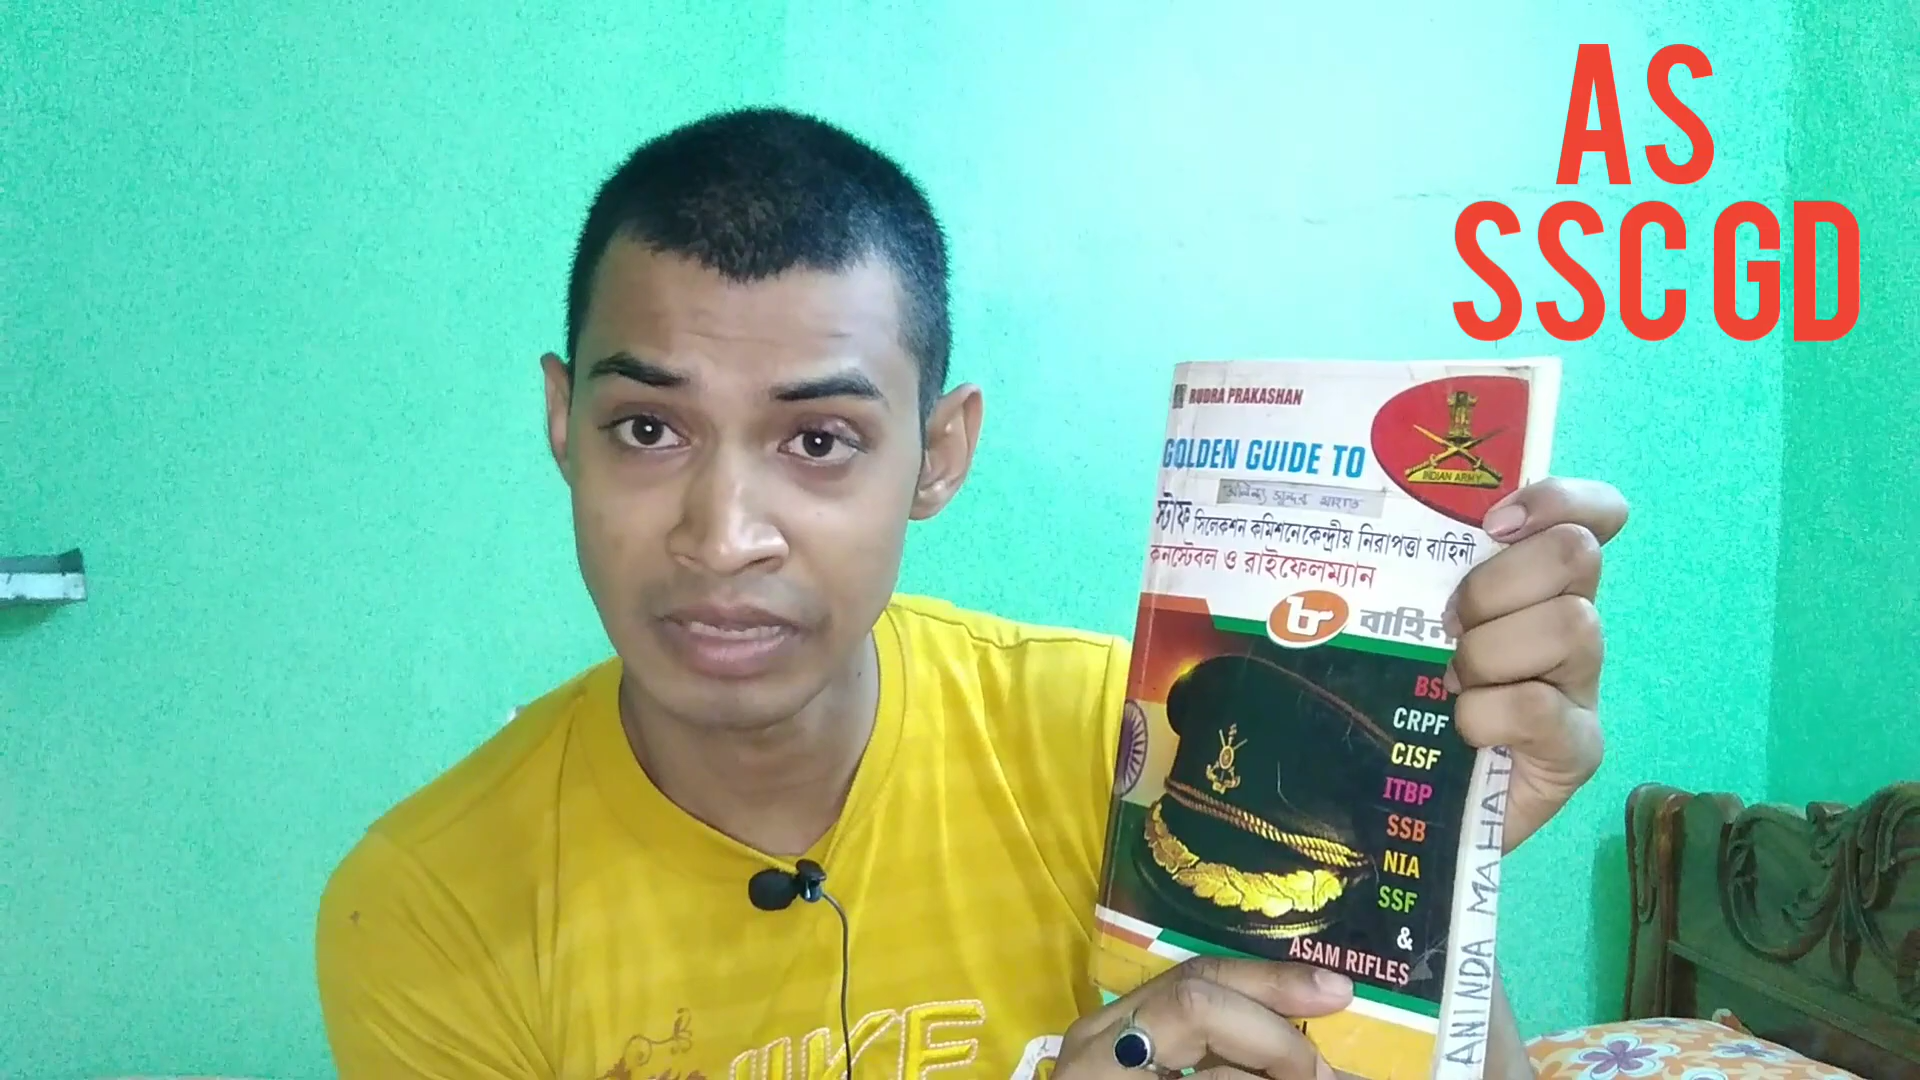 AS
SSC GD
RUDRA PRAKASHAN
GOLDEN GUIDE TO
INDIAN ARMY
স্টাফ সিলেকশন কমিশনে কেন্দ্রীয় নিরাপত্তা বাহিনী
কনস্টেবল ও রাইফেলম্যান
৮ বাহিনী
BSF
CRPF
CISF
ITBP
SSB
NIA
SSF
&
ASAM RIFLES
ANINDA MAHATA